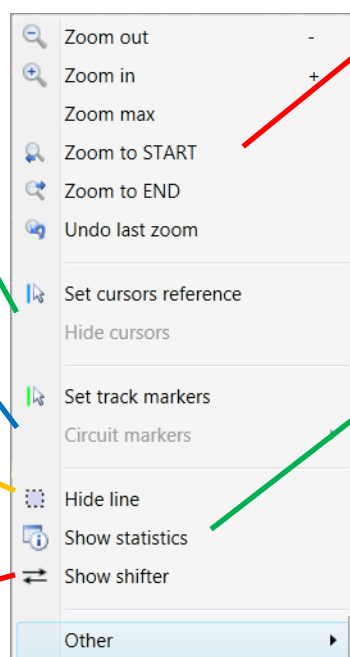 Zoom out -
Zoom in +
Zoom max
Zoom to START
Zoom to END
Undo last zoom
Set cursors reference
Hide cursors
Set track markers
Circuit markers
Hide line
Show statistics
Show shifter
Other